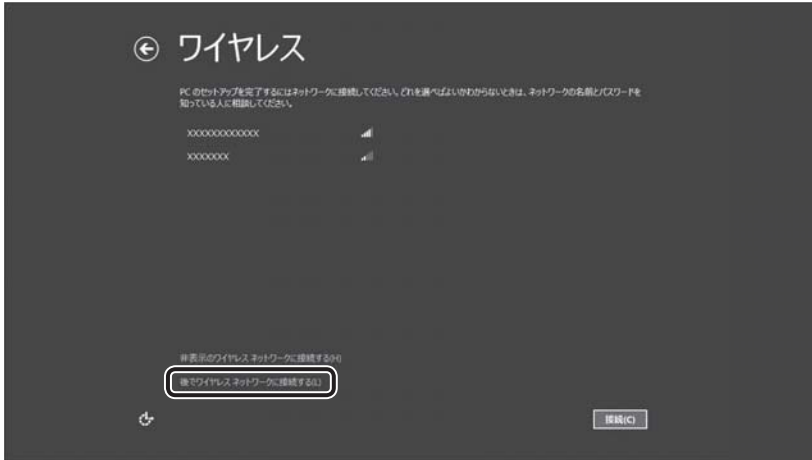 ワイヤレス
PC のセットアップを完了するにはネットワークに接続してください。どれを選べばよいかわからないときは、ネットワークの名前とパスワードを
知っている人に相談してください。
XXXXXXXXXXXX
XXXXXXX
非表示のワイヤレス ネットワークに接続する(H)
後でワイヤレス ネットワークに接続する(L)
接続(C)